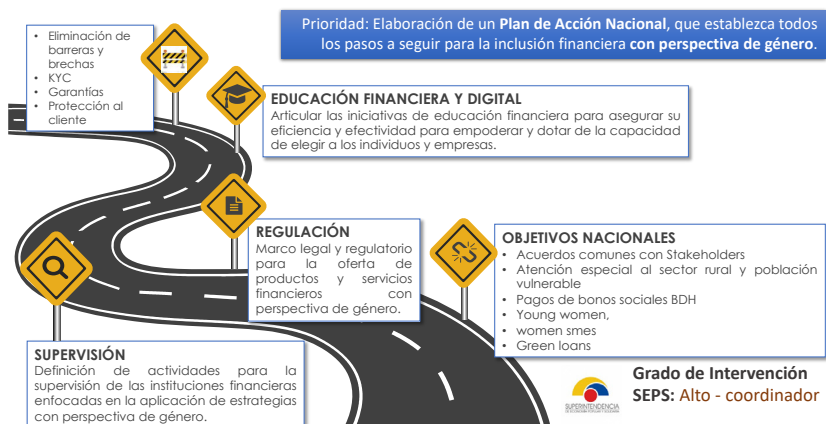 Prioridad: Elaboración de un Plan de Acción Nacional, que establezca todos
los pasos a seguir para la inclusión financiera con perspectiva de género.
• Eliminación de
barreras y
brechas
• KYC
• Garantías
• Protección al
cliente
EDUCACIÓN FINANCIERA Y DIGITAL
Articular las iniciativas de educación financiera para asegurar su
eficiencia y efectividad para empoderar y dotar de la capacidad
de elegir a los individuos y empresas.
REGULACIÓN
Marco legal y regulatorio
para la oferta de
productos y servicios
financieros con
perspectiva de género.
OBJETIVOS NACIONALES
• Acuerdos comunes con Stakeholders
• Atención especial al sector rural y población
vulnerable
• Pagos de bonos sociales BDH
• Young women,
• women smes
• Green loans
SUPERVISIÓN
Definición de actividades para la
supervisión de las instituciones financieras
enfocadas en la aplicación de estrategias
con perspectiva de género.
SUPERINTENDENCIA
DE ECONOMÍA POPULAR Y SOLIDARIA
Grado de Intervención
SEPS: Alto - coordinador